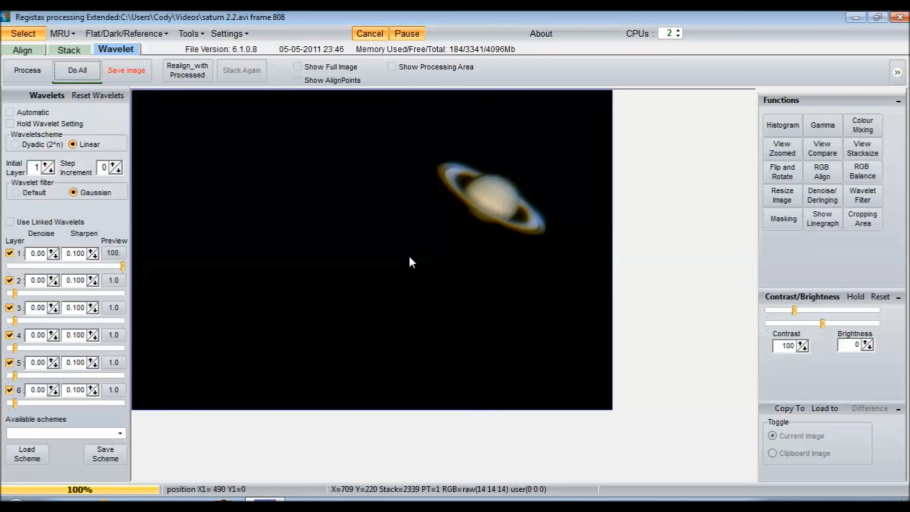 Registax processing Extended:C:\Users\Cody\Videos\saturn 2.2.avi frame 808
Select MRU Flat/Dark/Reference Tools Settings Cancel Pause About CPUs: 2
Align Stack Wavelet File Version: 6.1.0.8 05-05-2011 23:46 Memory Used/Free/Total: 184/3341/4096Mb
Process Do All Save image Realign_with Processed Stack Again Show Full Image Show Processing Area
Show AlignPoints
Wavelets Reset Wavelets
Automatic
Hold Wavelet Setting
Waveletscheme
Dyadic (2^n) Linear
Initial Layer 1 Step Increment 0
Wavelet filter
Default Gaussian
Use Linked Wavelets
Denoise Sharpen
Layer Preview
1 : 0.00 0.100 100.
2 : 0.00 0.100 1.0
3 : 0.00 0.100 1.0
4 : 0.00 0.100 1.0
5 : 0.00 0.100 1.0
6 : 0.00 0.100 1.0
Available schemes
Load Scheme Save Scheme
Functions
Histogram Gamma Colour Mixing
View Zoomed View Compare View Stacksize
Flip and Rotate RGB Align RGB Balance
Resize Image Denoise/ Deringing Wavelet Filter
Masking Show Linegraph Cropping Area
Contrast/Brightness Hold Reset
Contrast Brightness
100 0
Copy To Load to Difference
Toggle
Current Image
Clipboard Image
100% position X1= 490 Y1=0 X=709 Y=220 Stack=2339 PT=1 RGB=raw(14 14 14) user(0 0 0)